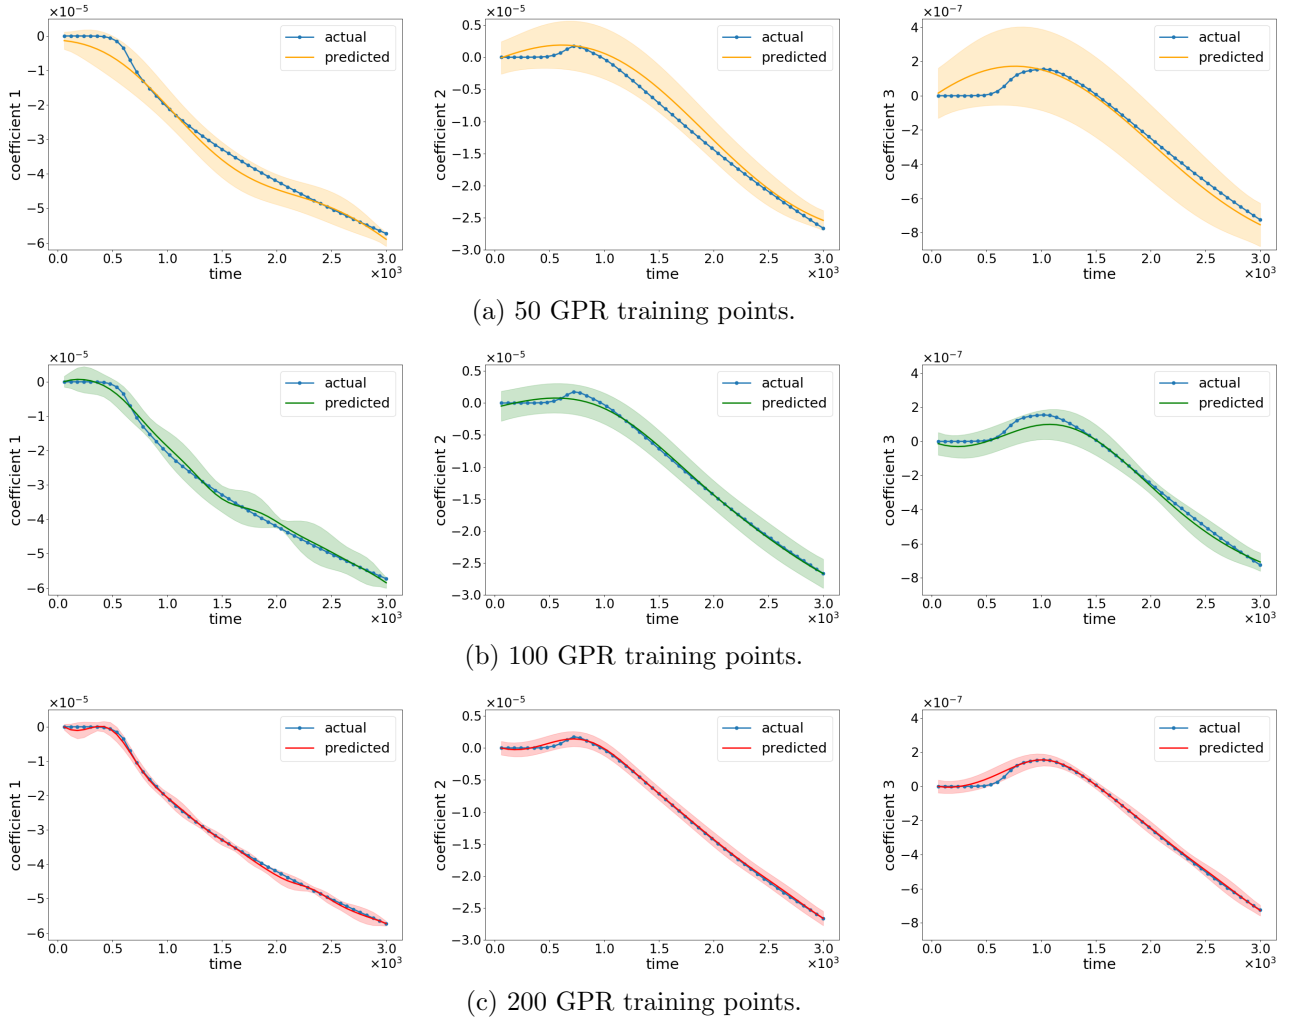 ×10⁻⁵
0
−1
−2
−3
−4
−5
−6
coefficient 1
actual
predicted
0.0 0.5 1.0 1.5 2.0 2.5 3.0
time
×10³
×10⁻⁵
0.5
0.0
−0.5
−1.0
−1.5
−2.0
−2.5
−3.0
coefficient 2
actual
predicted
0.0 0.5 1.0 1.5 2.0 2.5 3.0
time
×10³
×10⁻⁷
4
2
0
−2
−4
−6
−8
coefficient 3
actual
predicted
0.0 0.5 1.0 1.5 2.0 2.5 3.0
time
×10³
(a) 50 GPR training points.
×10⁻⁵
0
−1
−2
−3
−4
−5
−6
coefficient 1
actual
predicted
0.0 0.5 1.0 1.5 2.0 2.5 3.0
time
×10³
×10⁻⁵
0.5
0.0
−0.5
−1.0
−1.5
−2.0
−2.5
−3.0
coefficient 2
actual
predicted
0.0 0.5 1.0 1.5 2.0 2.5 3.0
time
×10³
×10⁻⁷
4
2
0
−2
−4
−6
−8
coefficient 3
actual
predicted
0.0 0.5 1.0 1.5 2.0 2.5 3.0
time
×10³
(b) 100 GPR training points.
×10⁻⁵
0
−1
−2
−3
−4
−5
−6
coefficient 1
actual
predicted
0.0 0.5 1.0 1.5 2.0 2.5 3.0
time
×10³
×10⁻⁵
0.5
0.0
−0.5
−1.0
−1.5
−2.0
−2.5
−3.0
coefficient 2
actual
predicted
0.0 0.5 1.0 1.5 2.0 2.5 3.0
time
×10³
×10⁻⁷
4
2
0
−2
−4
−6
−8
coefficient 3
actual
predicted
0.0 0.5 1.0 1.5 2.0 2.5 3.0
time
×10³
(c) 200 GPR training points.